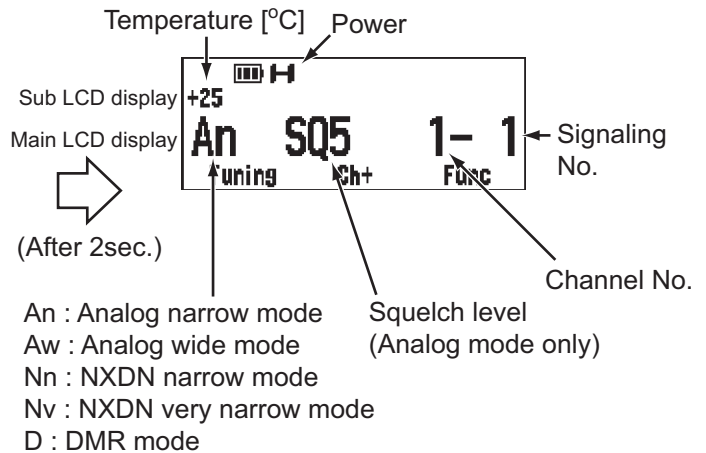 Temperature [°C] Power
Sub LCD display +25
Main LCD display An SQ5 1- 1 Signaling No.
Tuning Ch+ Func
(After 2sec.)
Channel No.
An : Analog narrow mode
Aw : Analog wide mode
Nn : NXDN narrow mode
Nv : NXDN very narrow mode
D : DMR mode
Squelch level
(Analog mode only)